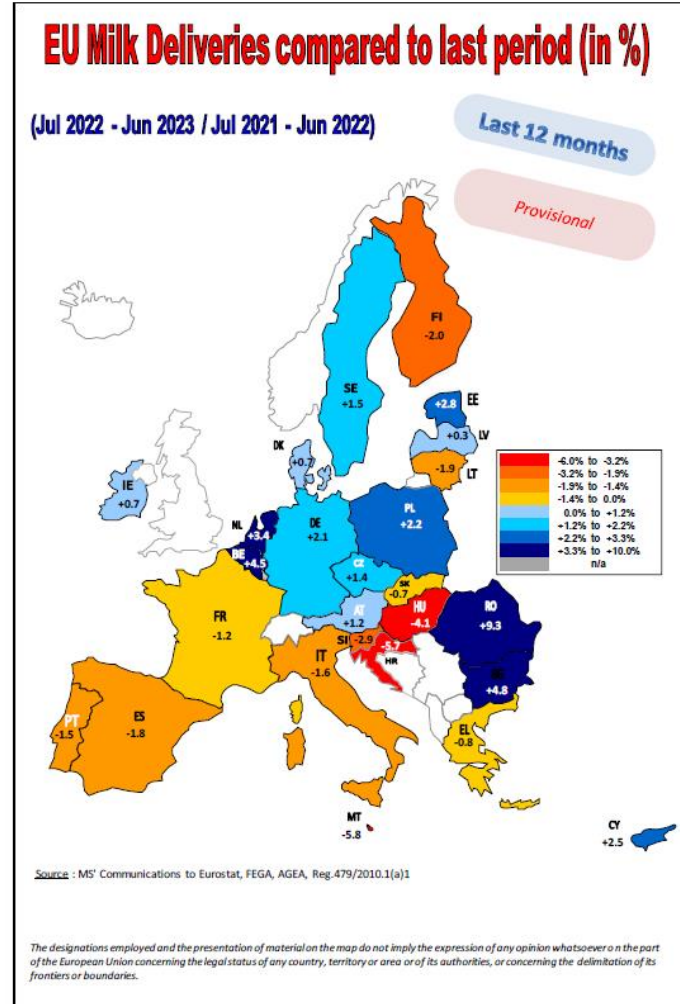 EU Milk Deliveries compared to last period (in %)
(Jul 2022 - Jun 2023 / Jul 2021 - Jun 2022)
Last 12 months
Provisional
FI
-2.0
SE
+1.5
EE
+2.8
LV
+0.3
LT
-1.9
DK
+0.7
IE
+0.7
NL
+3.4
BE
+4.5
DE
+2.1
PL
+2.2
CZ
+1.4
SK
-0.7
AT
+1.2
HU
-4.1
RO
+9.3
FR
-1.2
SI
-2.9
-5.7
HR
IT
-1.6
BG
+4.8
PT
-1.5
ES
-1.8
EL
-0.8
MT
-5.8
CY
+2.5
-6.0% to -3.2%
-3.2% to -1.9%
-1.9% to -1.4%
-1.4% to 0.0%
0.0% to +1.2%
+1.2% to +2.2%
+2.2% to +3.3%
+3.3% to +10.0%
n/a
Source : MS' Communications to Eurostat, FEGA, AGEA, Reg.479/2010.1(a)1
The designations employed and the presentation of material on the map do not imply the expression of any opinion whatsoever on the part
of the European Union concerning the legal status of any country, territory or area or of its authorities, or concerning the delimitation of its
frontiers or boundaries.